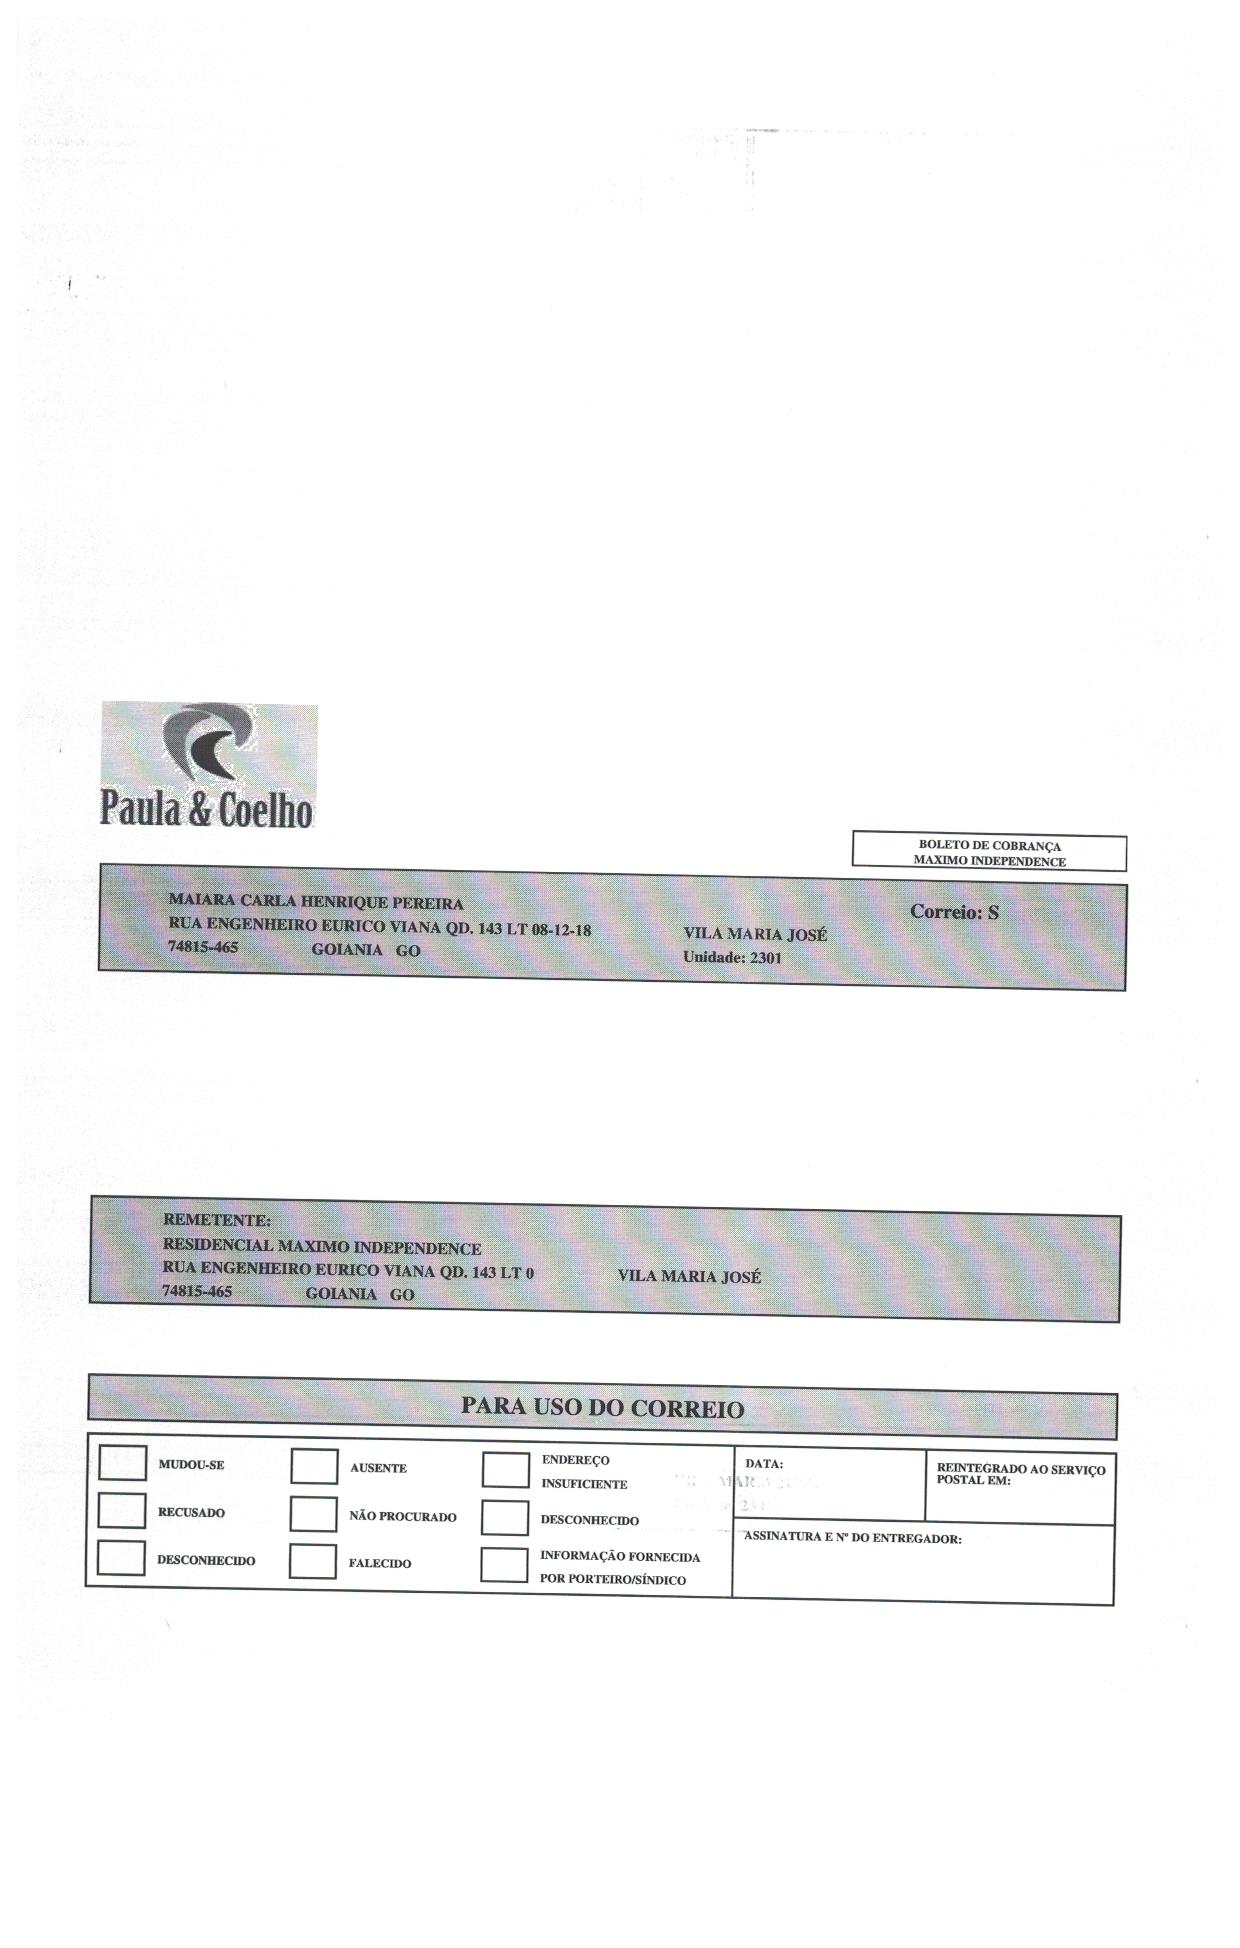 Paula & Coelho
BOLETO DE COBRANÇA
MAXIMO INDEPENDENCE
MAIARA CARLA HENRIQUE PEREIRA
Correio: S
RUA ENGENHEIRO EURICO VIANA QD. 143 LT 08-12-18 VILA MARIA JOSÉ
74815-465 GOIANIA GO Unidade: 2301
REMETENTE:
RESIDENCIAL MAXIMO INDEPENDENCE
RUA ENGENHEIRO EURICO VIANA QD. 143 LT 0 VILA MARIA JOSÉ
74815-465 GOIANIA GO
PARA USO DO CORREIO
MUDOU-SE
RECUSADO
DESCONHECIDO
AUSENTE
NÃO PROCURADO
FALECIDO
ENDEREÇO
INSUFICIENTE
DESCONHECIDO
INFORMAÇÃO FORNECIDA
POR PORTEIRO/SÍNDICO
DATA:
REINTEGRADO AO SERVIÇO
POSTAL EM:
ASSINATURA E Nº DO ENTREGADOR: